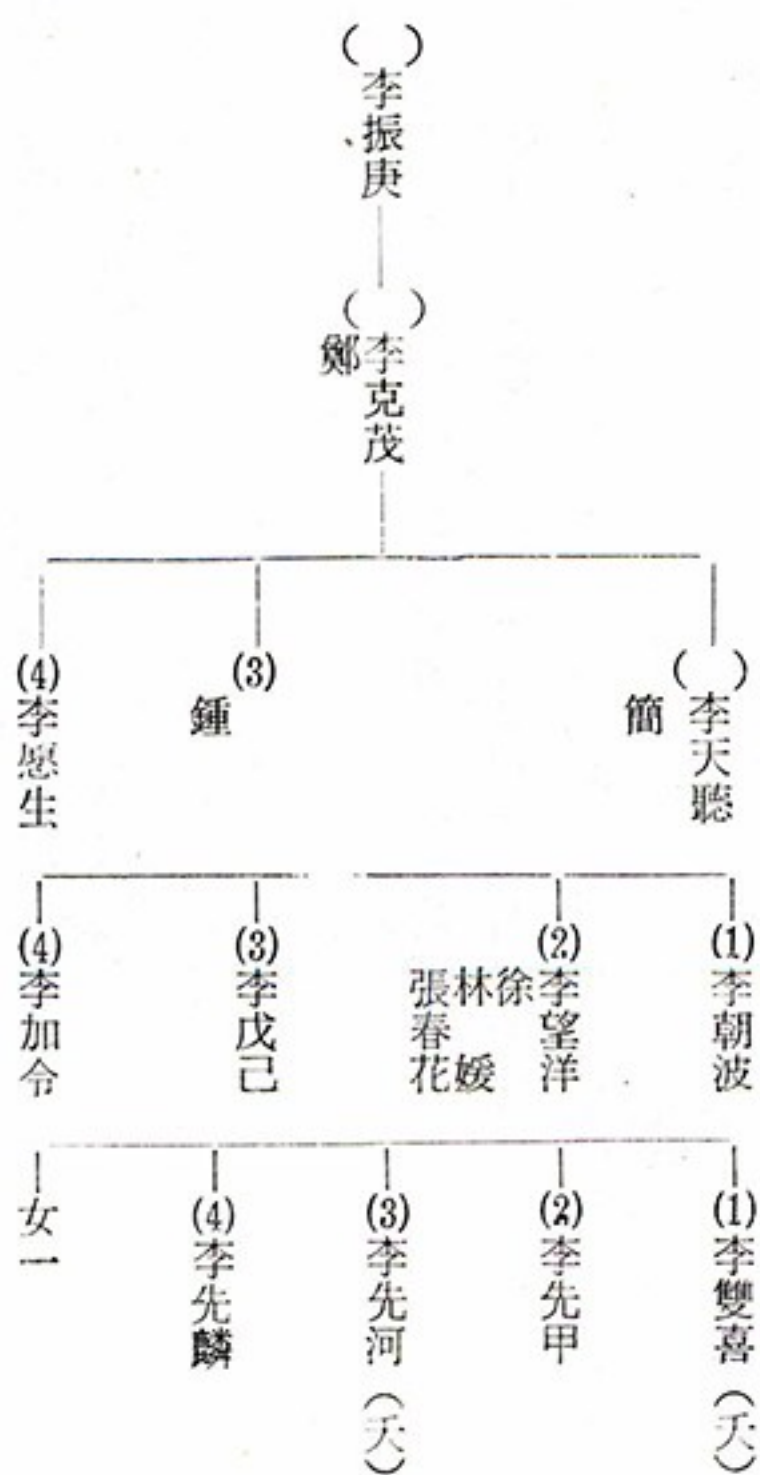 ( )李振庚
( )李克茂
鄭
( )李天聽
簡
(3)
鍾
(4)李愿生
(1)李朝波
(2)李望洋
徐
林媛
張春花
(3)李戊己
(4)李加令
(1)李雙喜(夭)
(2)李先甲
(3)李先河(夭)
(4)李先麟
女一